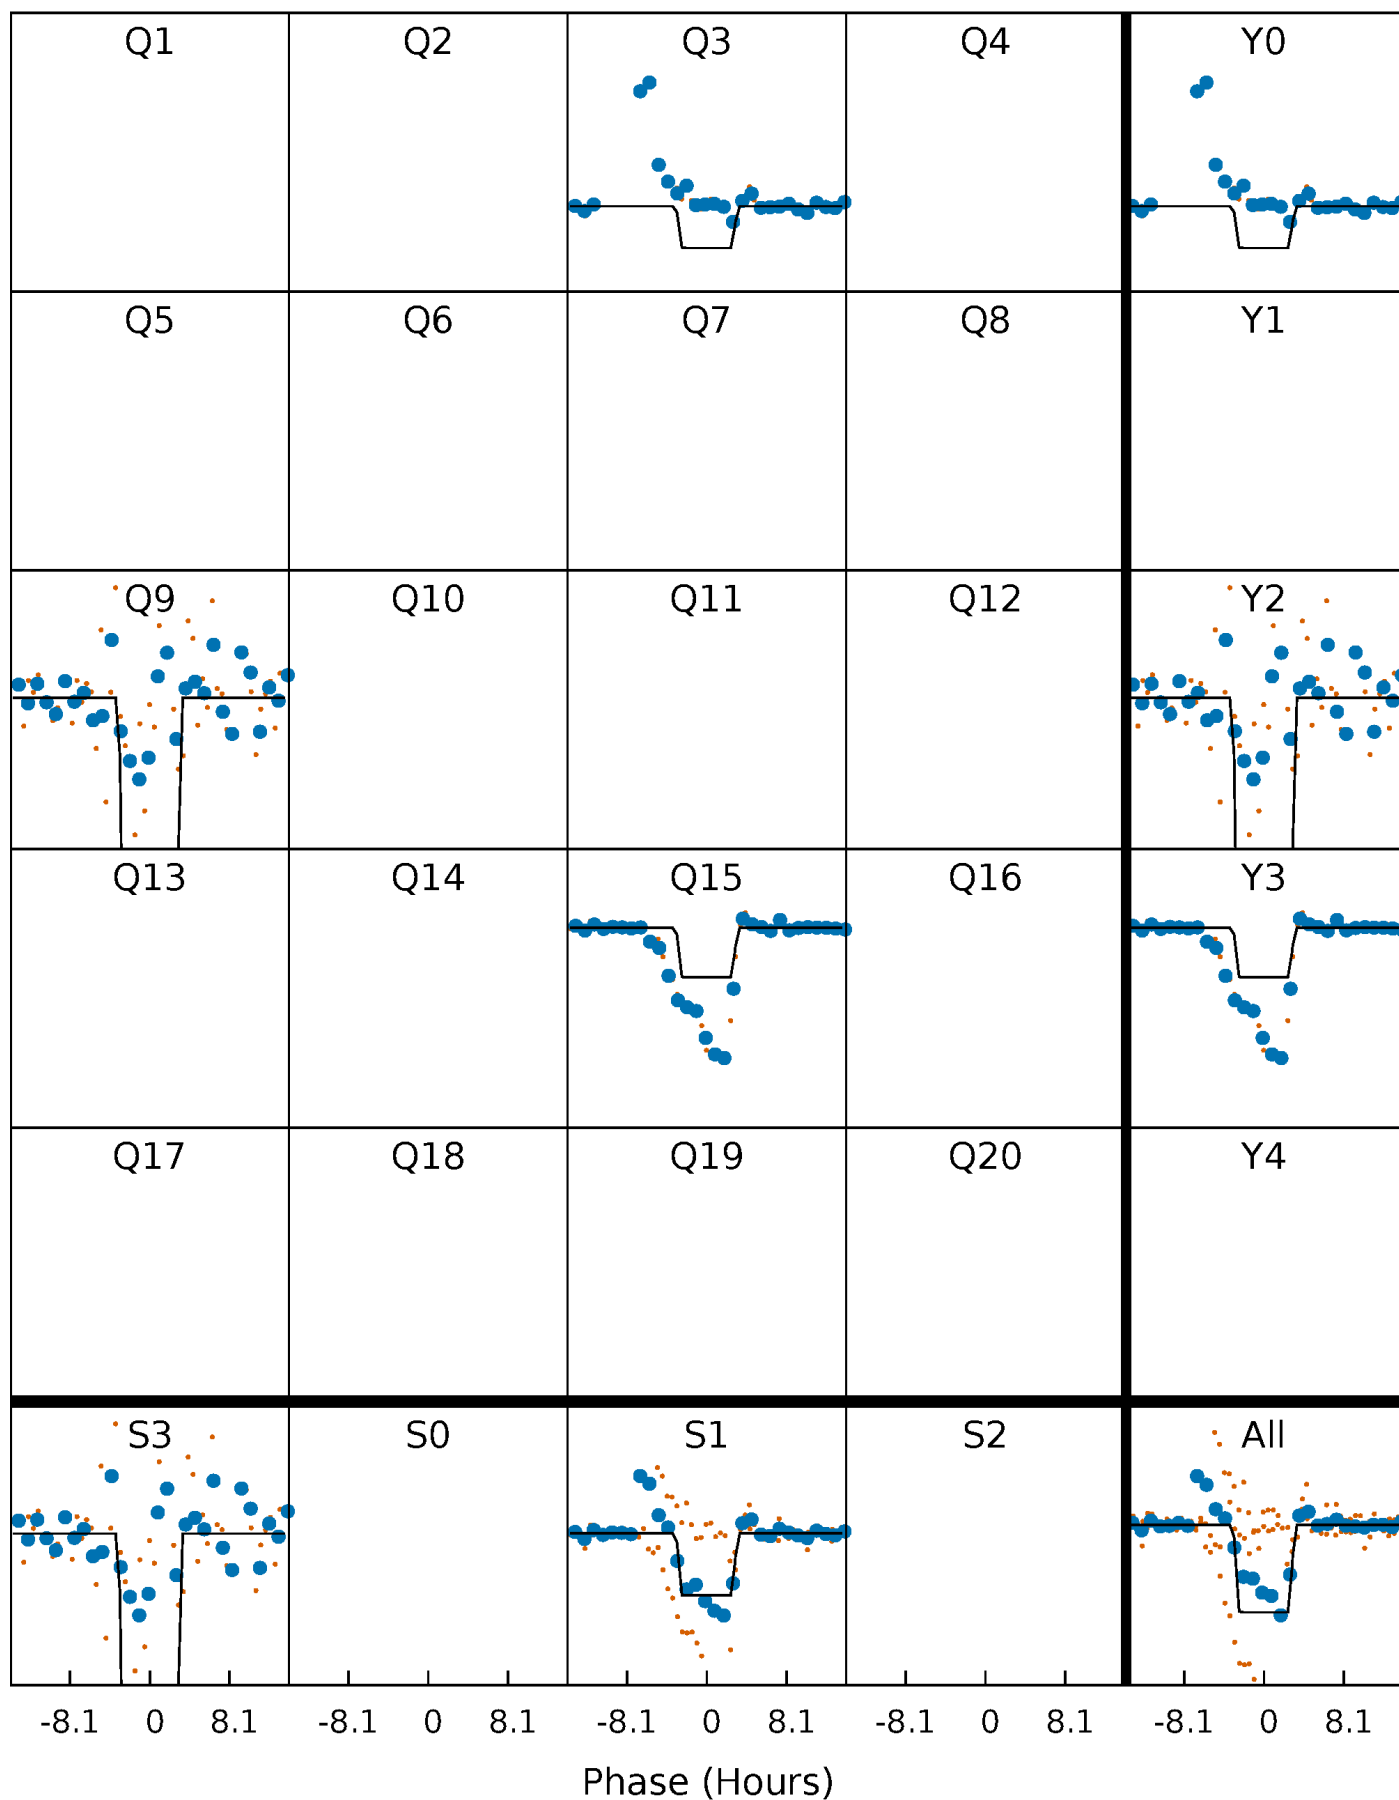 Q1 Q2 Q3 Q4 Y0
Q5 Q6 Q7 Q8 Y1
Q9 Q10 Q11 Q12 Y2
Q13 Q14 Q15 Q16 Y3
Q17 Q18 Q19 Q20 Y4
S3 S0 S1 S2 All
-8.1 0 8.1 -8.1 0 8.1 -8.1 0 8.1 -8.1 0 8.1 -8.1 0 8.1
Phase (Hours)